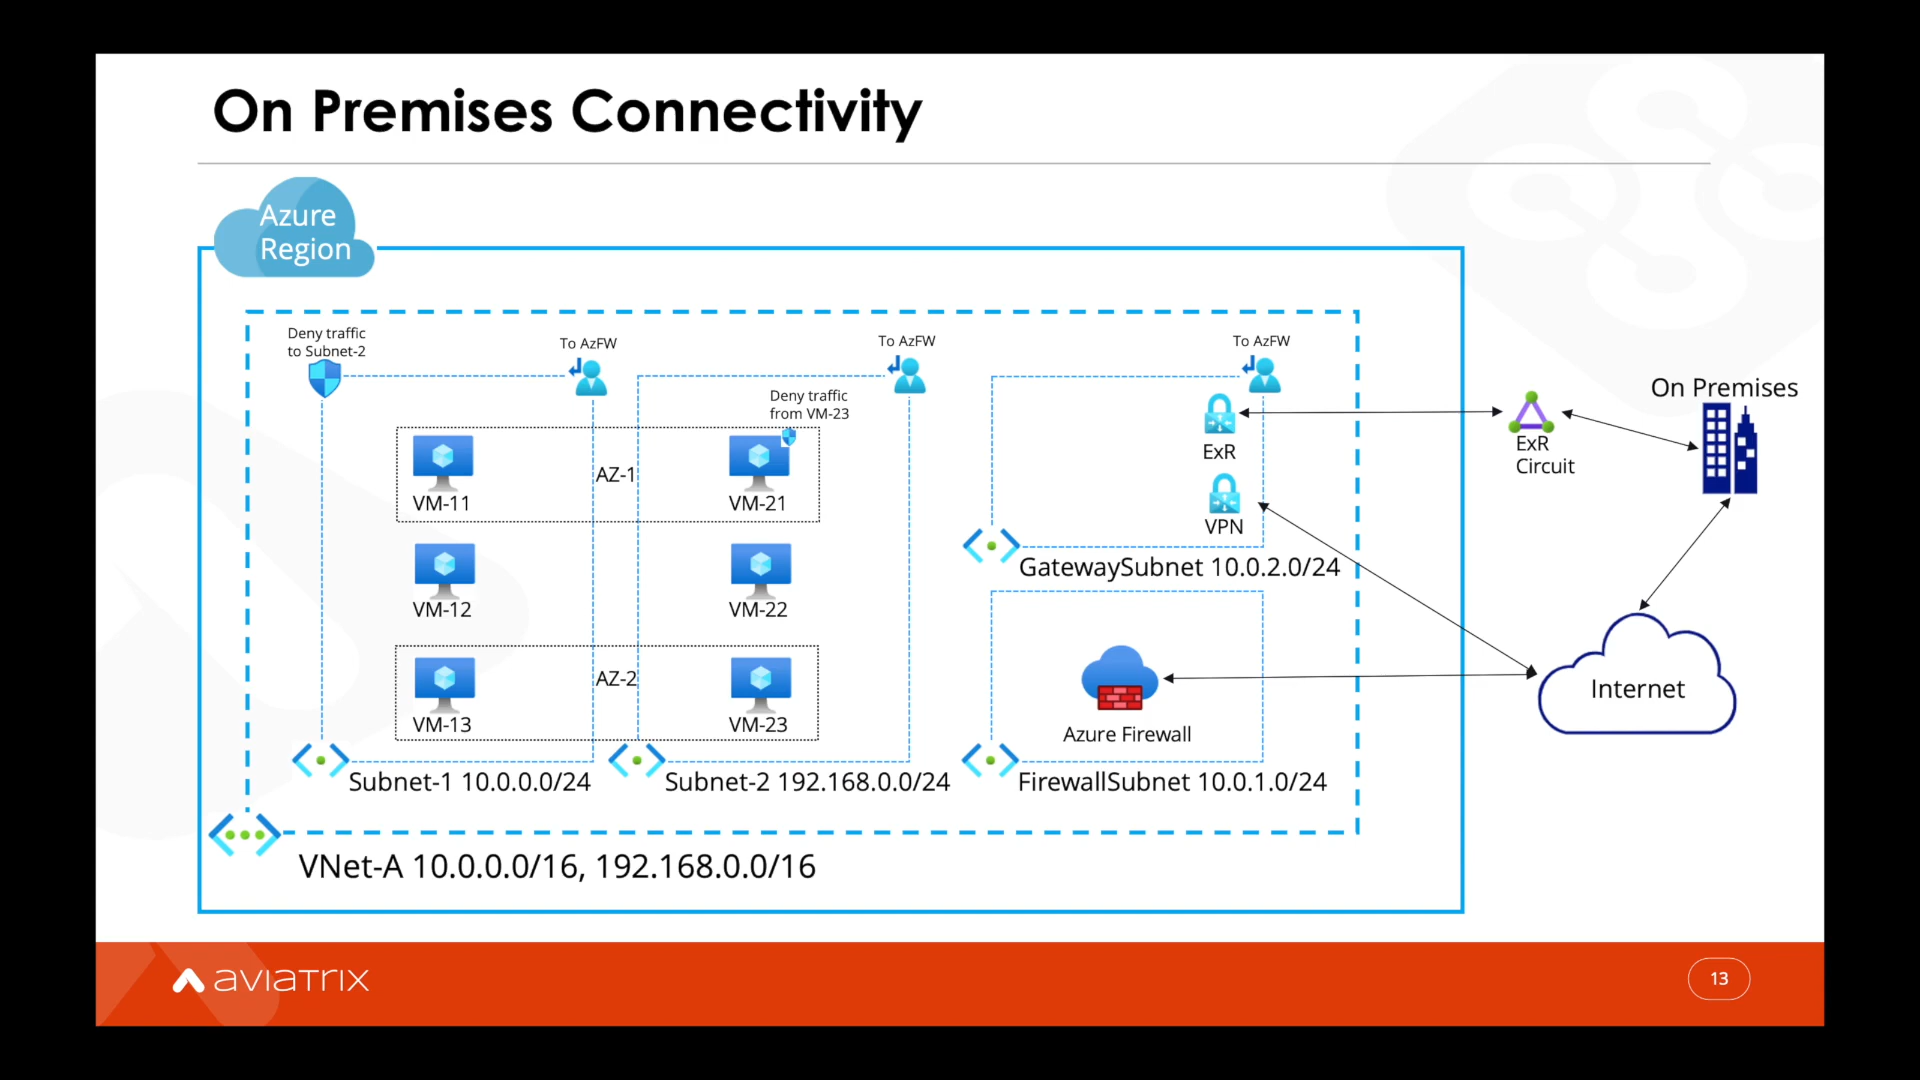 On Premises Connectivity
Azure
Region
Deny traffic
to Subnet-2
To AzFW
To AzFW
To AzFW
Deny traffic
from VM-23
On Premises
ExR
ExR
Circuit
VM-11
AZ-1
VM-21
VPN
GatewaySubnet 10.0.2.0/24
VM-12
VM-22
AZ-2
Internet
VM-13
VM-23
Azure Firewall
Subnet-1 10.0.0.0/24
Subnet-2 192.168.0.0/24
FirewallSubnet 10.0.1.0/24
VNet-A 10.0.0.0/16, 192.168.0.0/16
aviatrix
13